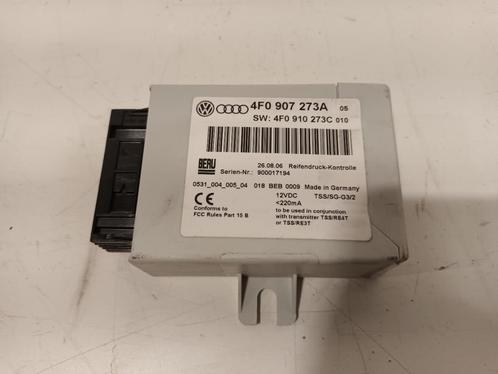 4F0 907 273A 05
SW: 4F0 910 273C 010
BERU
26.08.06 Reifendruck-Kontrolle
Serien-Nr.: 900017194
0531_004_005_04 018 BEB 0009 Made in Germany
CE
12VDC TSS/SG-G3/2
<220mA
Conforms to
FCC Rules Part 15 B
to be used in conjunction
with transmitter TSS/RE4T
or TSS/RE3T